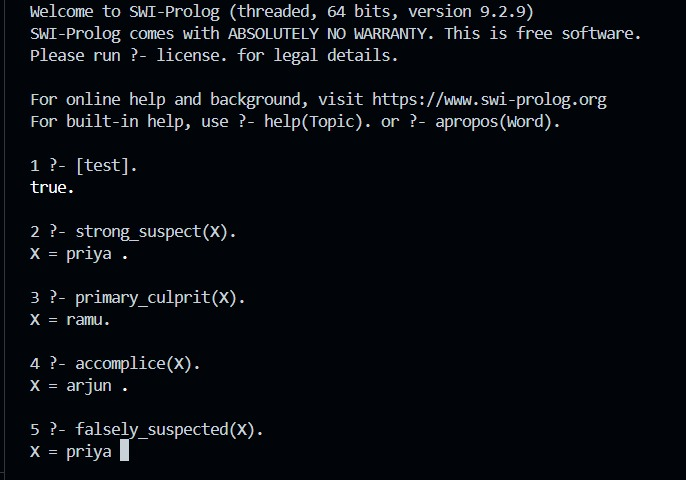 Welcome to SWI-Prolog (threaded, 64 bits, version 9.2.9)
SWI-Prolog comes with ABSOLUTELY NO WARRANTY. This is free software.
Please run ?- license. for legal details.
For online help and background, visit https://www.swi-prolog.org
For built-in help, use ?- help(Topic). or ?- apropos(Word).
1 ?- [test].
true.
2 ?- strong_suspect(X).
X = priya .
3 ?- primary_culprit(X).
X = ramu.
4 ?- accomplice(X).
X = arjun .
5 ?- falsely_suspected(X).
X = priya